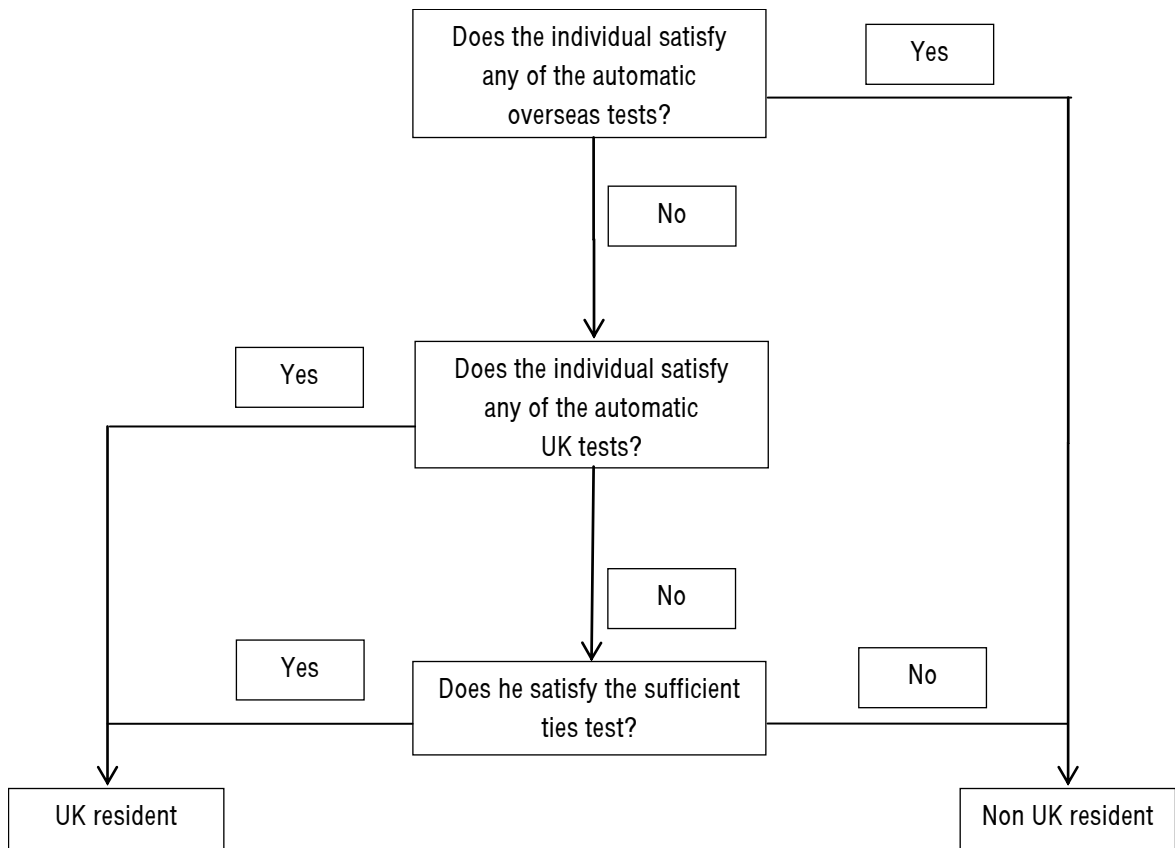 Does the individual satisfy
any of the automatic
overseas tests?
Yes
No
Yes
Does the individual satisfy
any of the automatic
UK tests?
No
Yes
Does he satisfy the sufficient
ties test?
No
UK resident
Non UK resident